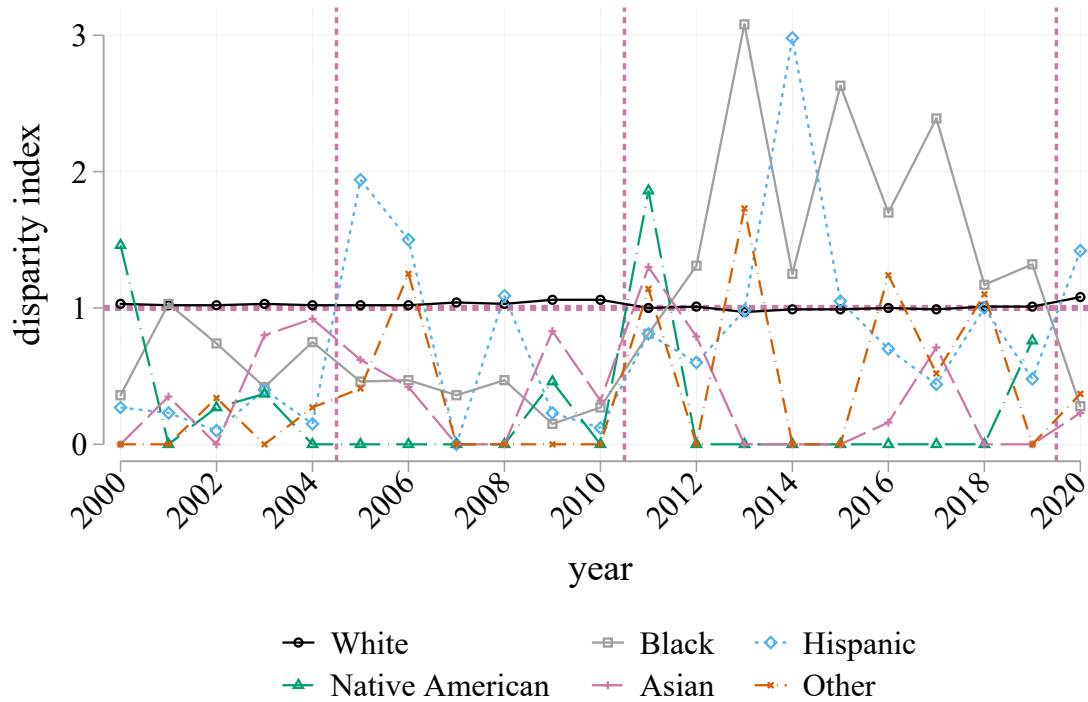 3
2
1
0
disparity index
2000 2002 2004 2006 2008 2010 2012 2014 2016 2018 2020
year
White Black Hispanic
Native American Asian Other